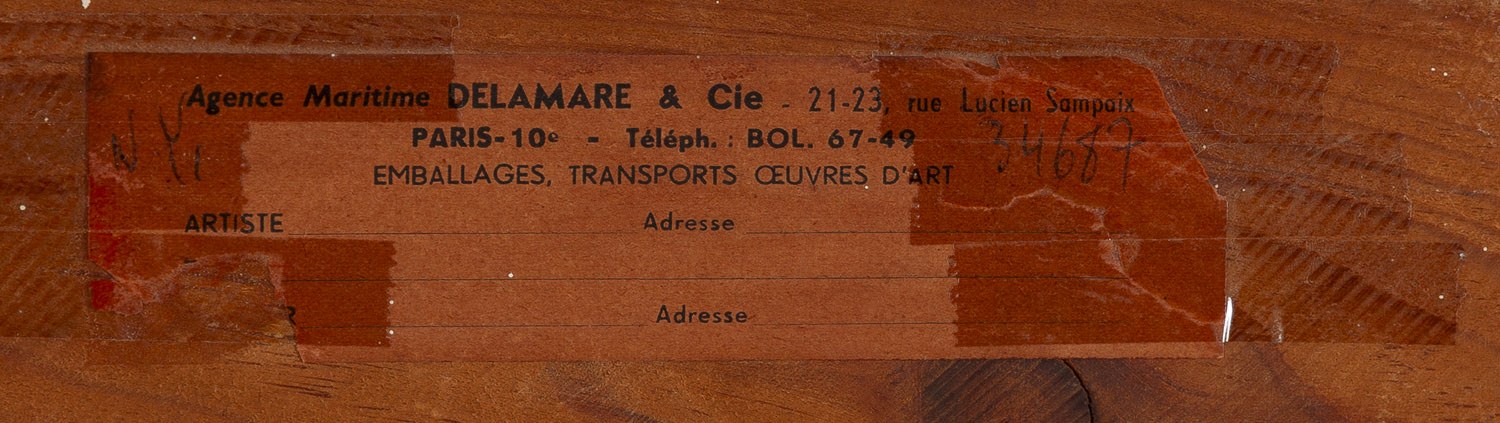 Agence Maritime DELAMARE & Cie - 21-23, rue Lucien Sampaix
PARIS-10e - Téléph. : BOL. 67-49
34687
EMBALLAGES, TRANSPORTS ŒUVRES D'ART
ARTISTE Adresse
R Adresse